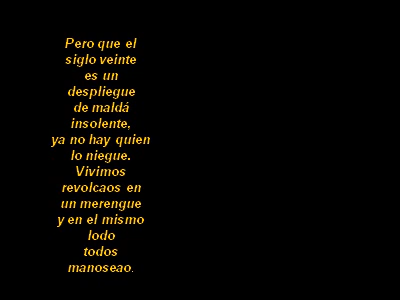 Pero que el
siglo veinte
es un
despliegue
de maldá
insolente,
ya no hay quien
lo niegue.
Vivimos
revolcaos en
un merengue
y en el mismo
lodo
todos
manoseao.